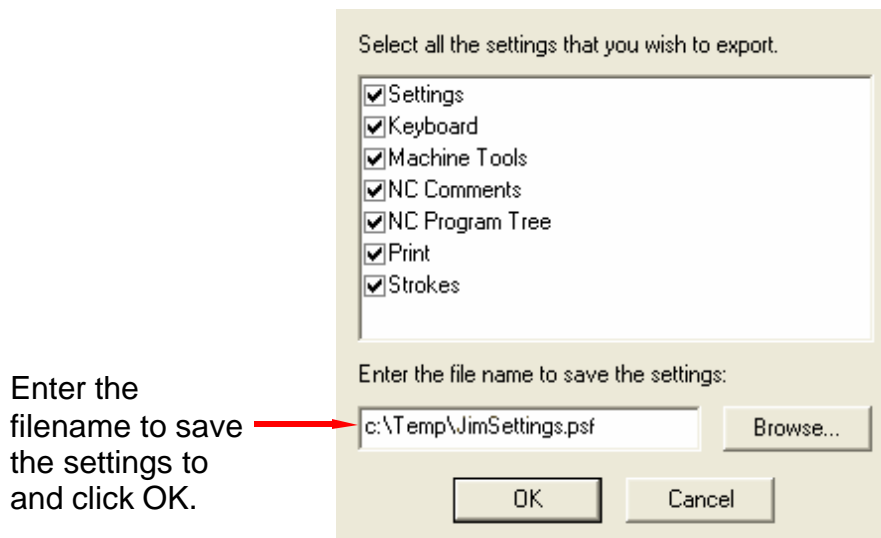 Select all the settings that you wish to export.
Settings
Keyboard
Machine Tools
NC Comments
NC Program Tree
Print
Strokes
Enter the file name to save the settings:
c:\Temp\JimSettings.psf
Browse...
OK
Cancel
Enter the
filename to save
the settings to
and click OK.